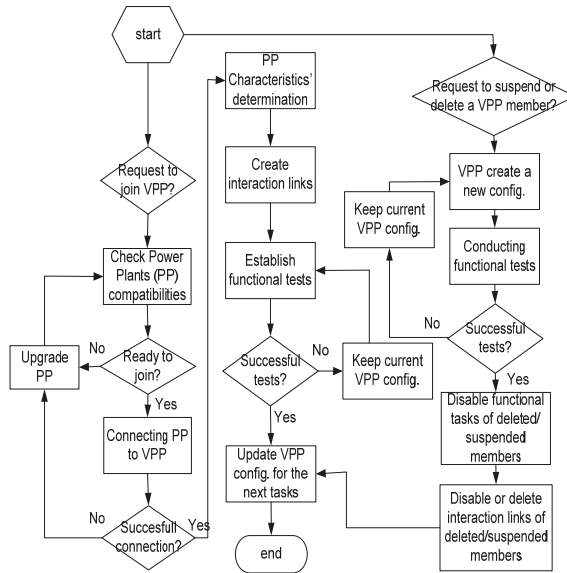 start
Request to
join VPP?
Check Power
Plants (PP)
compatibilities
Ready to
join?
No
Yes
Upgrade
PP
Connecting PP
to VPP
Succesfull
connection?
No
Yes
PP
Characteristics'
determination
Create
interaction links
Establish
functional tests
Successful
tests?
No
Yes
Keep current
VPP config.
Update VPP
config. for the
next tasks
end
Request to suspend or
delete a VPP member?
VPP create a
new config.
Keep current
VPP config.
Conducting
functional tests
Successful
tests?
No
Yes
Disable functional
tasks of deleted/
suspended
members
Disable or delete
interaction links of
deleted/suspended
members